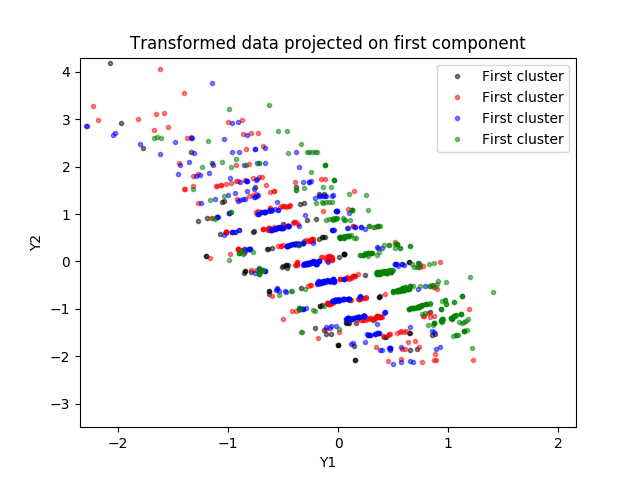 Transformed data projected on first component
First cluster
First cluster
First cluster
First cluster
4
3
2
1
0
−1
−2
−3
Y2
−2
−1
0
1
2
Y1